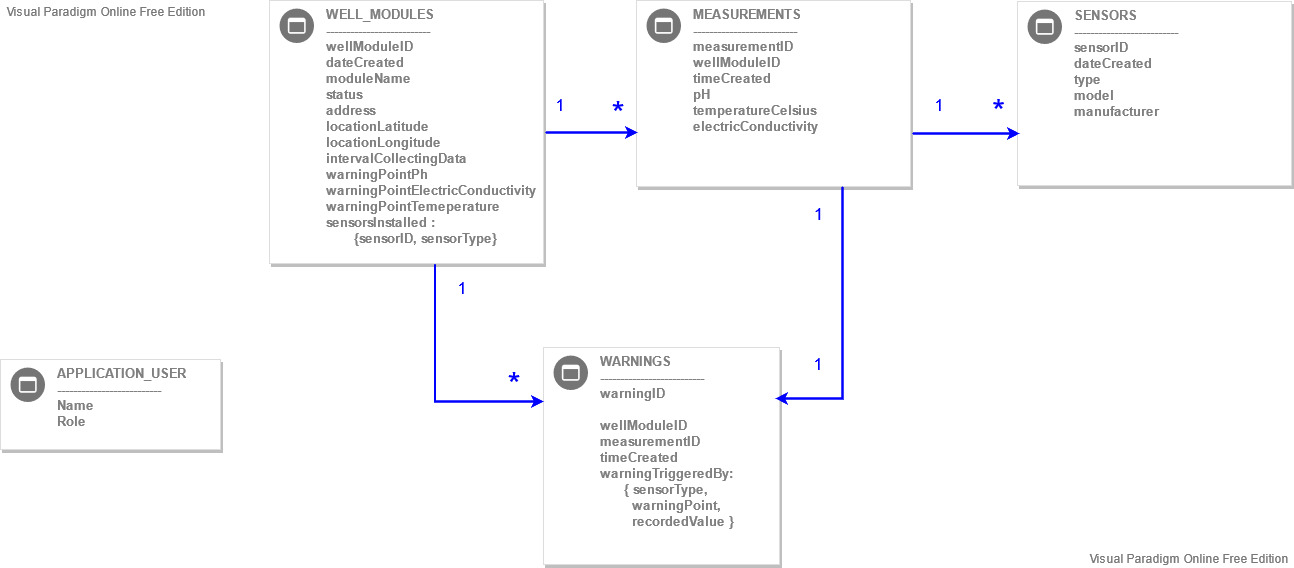 Visual Paradigm Online Free Edition
WELL_MODULES
--------------------------
wellModuleID
dateCreated
moduleName
status
address
locationLatitude
locationLongitude
intervalCollectingData
warningPointPh
warningPointElectricConductivity
warningPointTemeperature
sensorsInstalled :
{sensorID, sensorType}
1
*
MEASUREMENTS
--------------------------
measurementID
wellModuleID
timeCreated
pH
temperatureCelsius
electricConductivity
1
*
SENSORS
--------------------------
sensorID
dateCreated
type
model
manufacturer
1
*
1
1
APPLICATION_USER
--------------------------
Name
Role
WARNINGS
--------------------------
warningID
wellModuleID
measurementID
timeCreated
warningTriggeredBy:
{ sensorType,
warningPoint,
recordedValue }
Visual Paradigm Online Free Edition